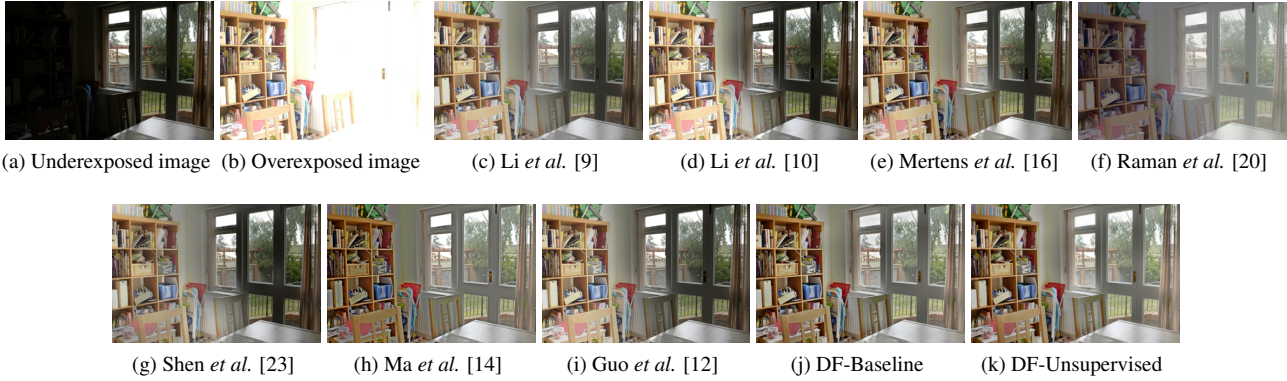 (a) Underexposed image
(b) Overexposed image
(c) Li et al. [9]
(d) Li et al. [10]
(e) Mertens et al. [16]
(f) Raman et al. [20]
(g) Shen et al. [23]
(h) Ma et al. [14]
(i) Guo et al. [12]
(j) DF-Baseline
(k) DF-Unsupervised